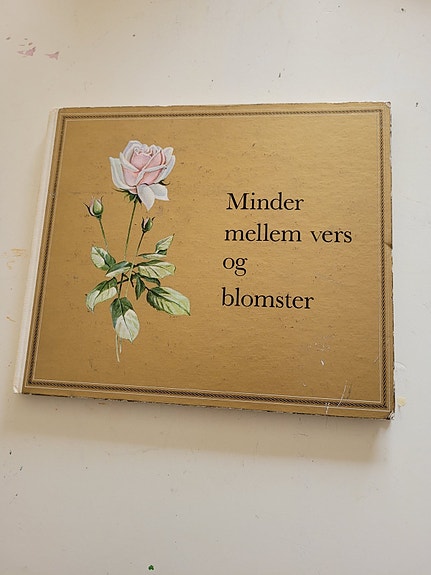 Minder
mellem vers
og
blomster